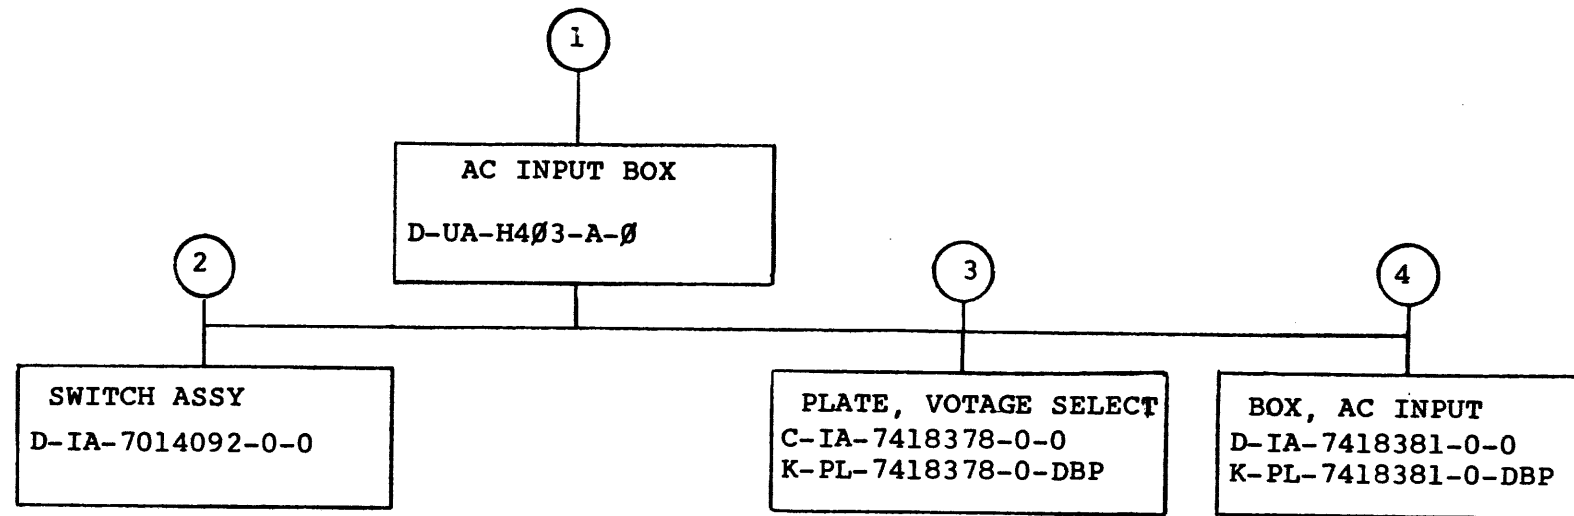 1
AC INPUT BOX
D-UA-H4Ø3-A-Ø
2
3
4
SWITCH ASSY
D-IA-7014092-0-0
PLATE, VOTAGE SELECT
C-IA-7418378-0-0
K-PL-7418378-0-DBP
BOX, AC INPUT
D-IA-7418381-0-0
K-PL-7418381-0-DBP